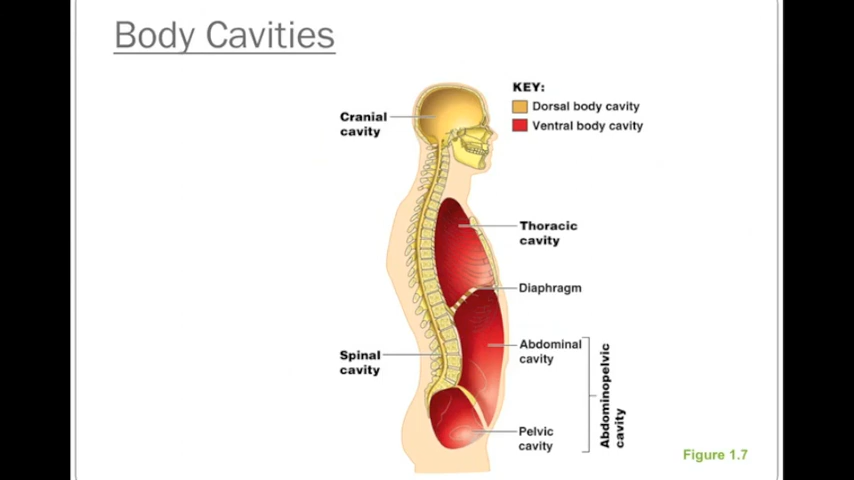 Body Cavities
KEY:
Dorsal body cavity
Ventral body cavity
Cranial
cavity
Thoracic
cavity
Diaphragm
Spinal
cavity
Abdominal
cavity
Abdominopelvic
cavity
Pelvic
cavity
Figure 1.7